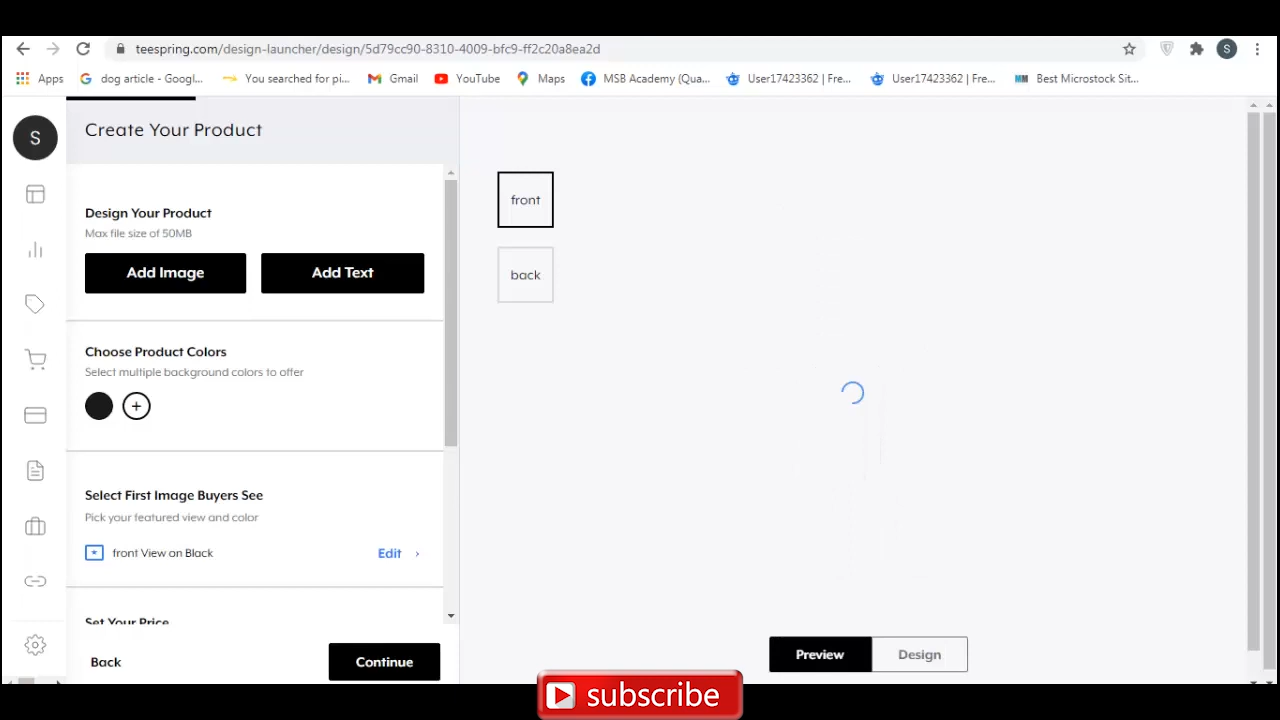 teespring.com/design-launcher/design/5d79cc90-8310-4009-bfc9-ff2c20a8ea2d
S
Apps
dog article - Googl...
You searched for pi...
Gmail
YouTube
Maps
MSB Academy (Qua...
User17423362 | Fre...
User17423362 | Fre...
Best Microstock Sit...
S
Create Your Product
Design Your Product
Max file size of 50MB
Add Image
Add Text
Choose Product Colors
Select multiple background colors to offer
Select First Image Buyers See
Pick your featured view and color
front View on Black
Edit
Set Your Price
Back
Continue
front
back
Preview
Design
subscribe